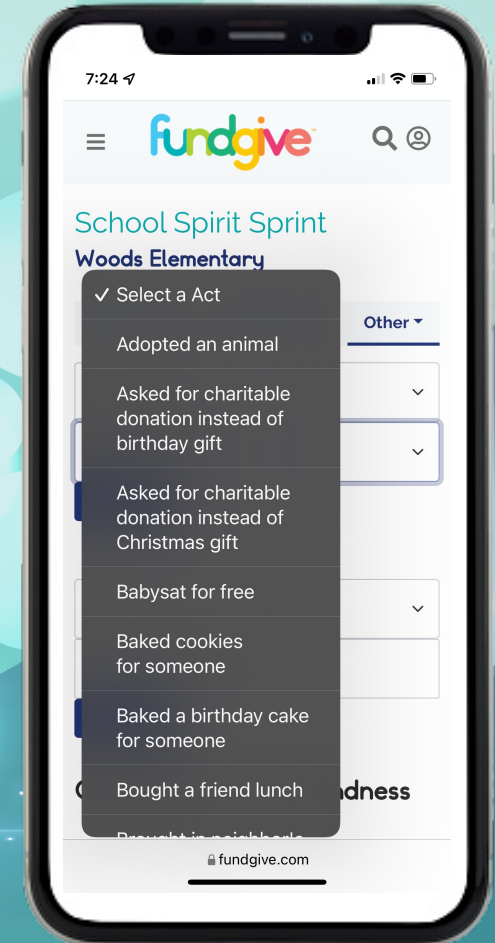 7:24
fundgive
School Spirit Sprint
Woods Elementary
✓ Select a Act
Other
Adopted an animal
Asked for charitable
donation instead of
birthday gift
Asked for charitable
donation instead of
Christmas gift
Babysat for free
Baked cookies
for someone
Baked a birthday cake
for someone
Bought a friend lunch
dness
fundgive.com